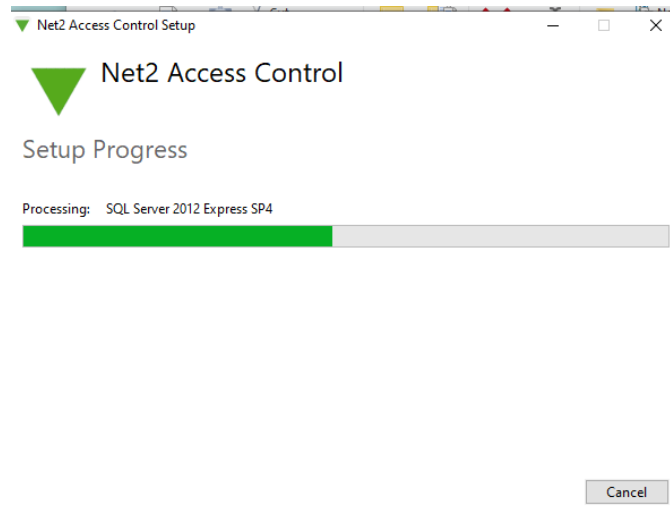 Net2 Access Control Setup
Net2 Access Control
Setup Progress
Processing: SQL Server 2012 Express SP4
Cancel